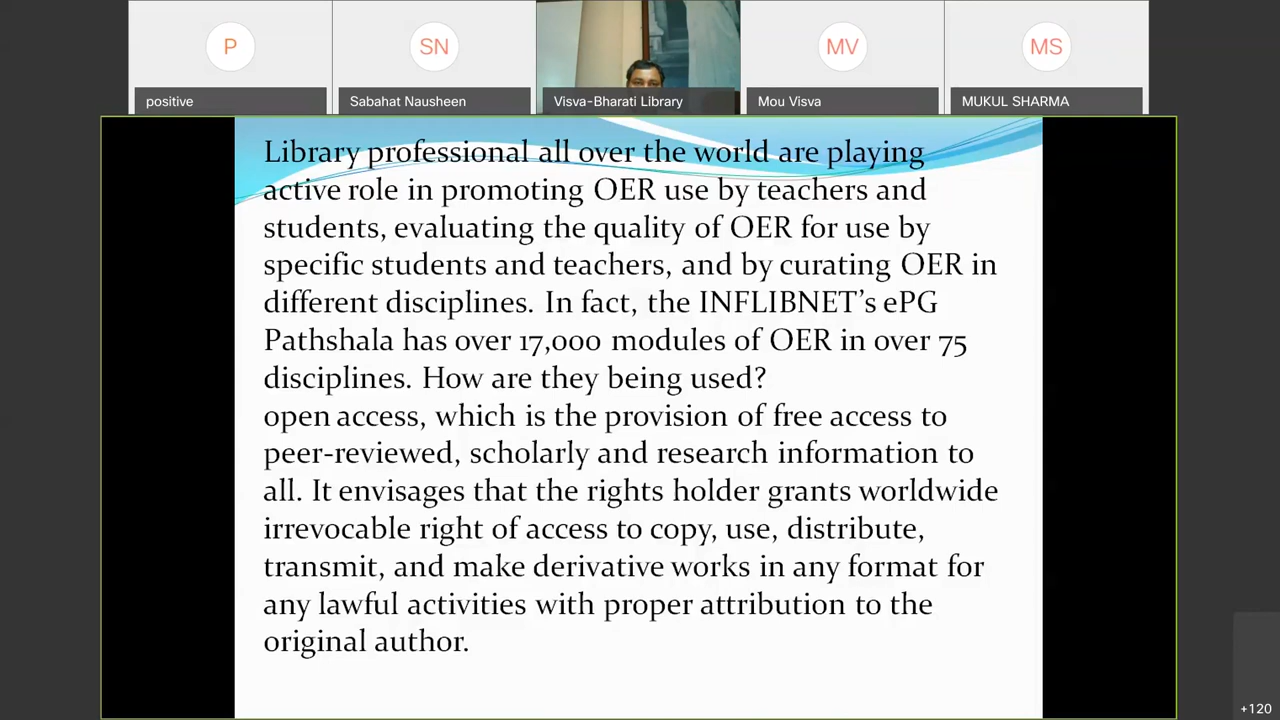 P
SN
MV
MS
positive
Sabahat Nausheen
Visva-Bharati Library
Mou Visva
MUKUL SHARMA
Library professional all over the world are playing
active role in promoting OER use by teachers and
students, evaluating the quality of OER for use by
specific students and teachers, and by curating OER in
different disciplines. In fact, the INFLIBNET’s ePG
Pathshala has over 17,000 modules of OER in over 75
disciplines. How are they being used?
open access, which is the provision of free access to
peer-reviewed, scholarly and research information to
all. It envisages that the rights holder grants worldwide
irrevocable right of access to copy, use, distribute,
transmit, and make derivative works in any format for
any lawful activities with proper attribution to the
original author.
+120